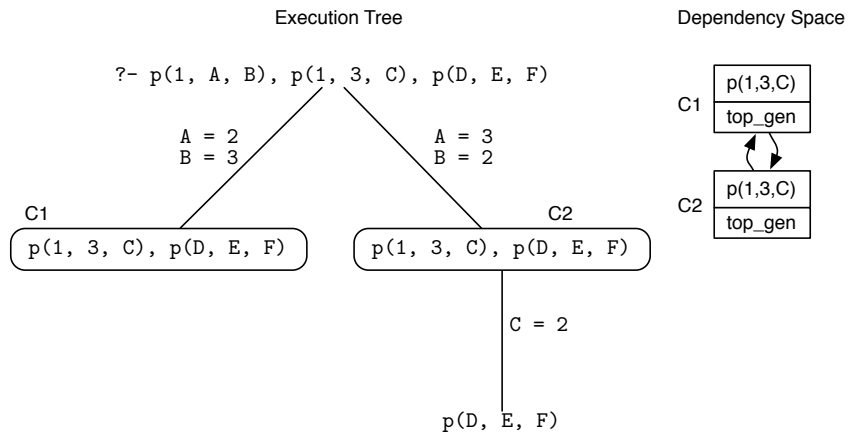 Execution Tree
Dependency Space
?- p(1, A, B), p(1, 3, C), p(D, E, F)
A = 2
B = 3
A = 3
B = 2
C1
p(1, 3, C), p(D, E, F)
C2
p(1, 3, C), p(D, E, F)
C = 2
p(D, E, F)
C1
p(1,3,C)
top_gen
C2
p(1,3,C)
top_gen